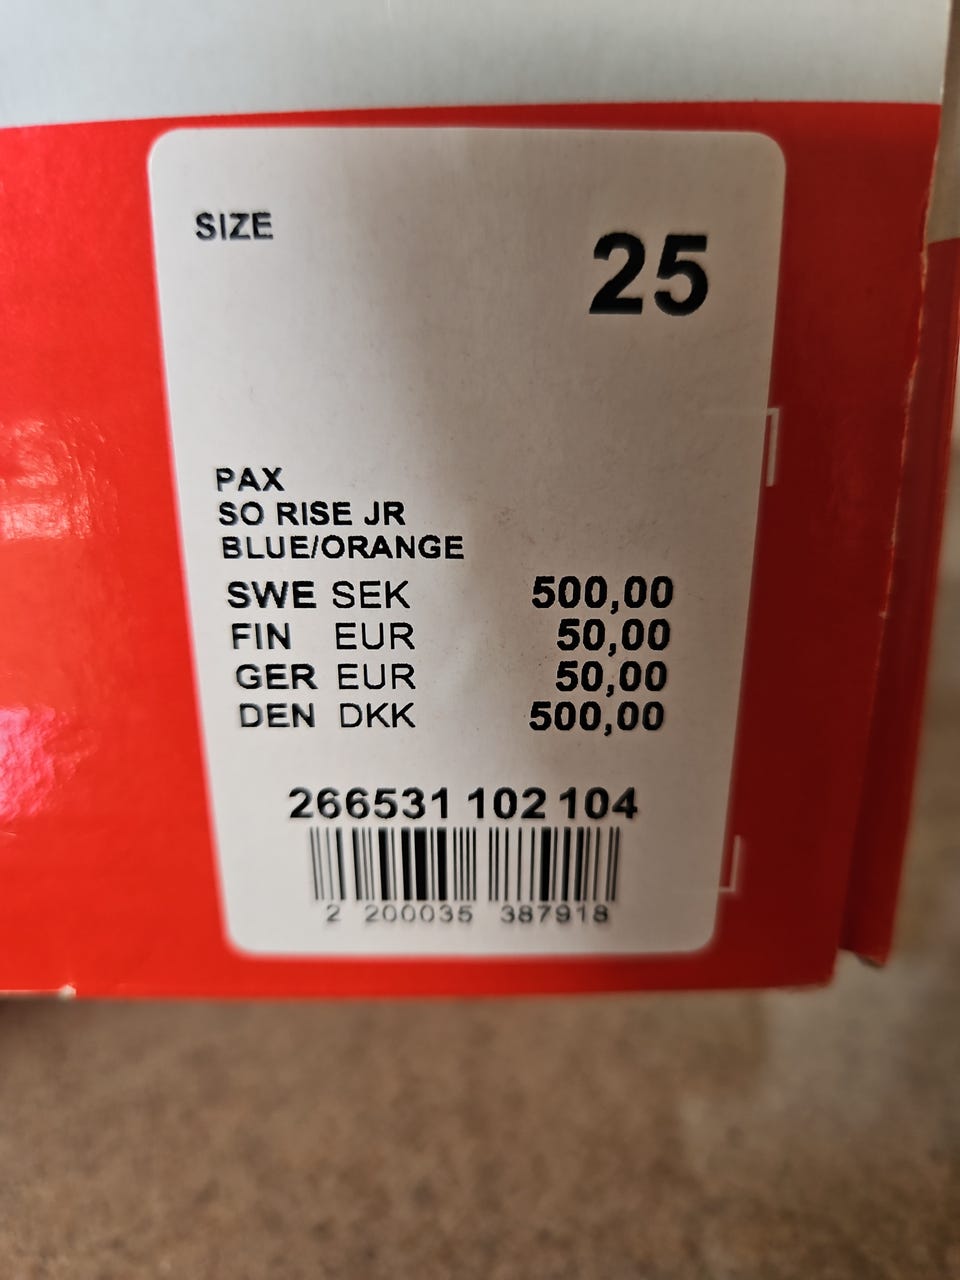 SIZE
25
PAX
SO RISE JR
BLUE/ORANGE
SWE SEK 500,00
FIN EUR 50,00
GER EUR 50,00
DEN DKK 500,00
266531 102 104
2 200035 387918